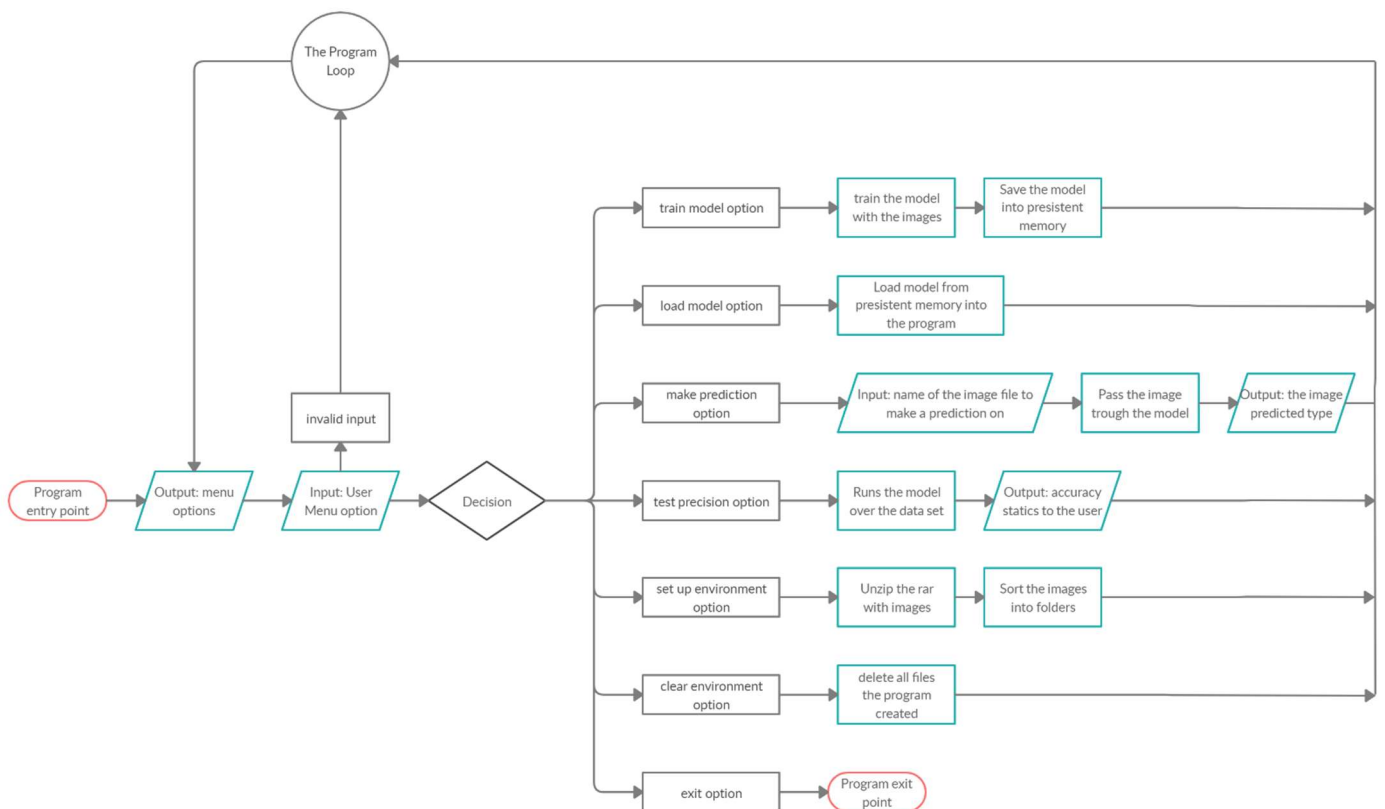 The Program
Loop
train model option
train the model
with the images
Save the model
into presistent
memory
load model option
Load model from
presistent memory into
the program
make prediction
option
Input: name of the image file to
make a prediction on
Pass the image
trough the model
Output: the image
predicted type
invalid input
Program
entry point
Output: menu
options
Input: User
Menu option
Decision
test precision option
Runs the model
over the data set
Output: accuracy
statics to the user
set up environment
option
Unzip the rar
with images
Sort the images
into folders
clear environment
option
delete all files
the program
created
exit option
Program exit
point